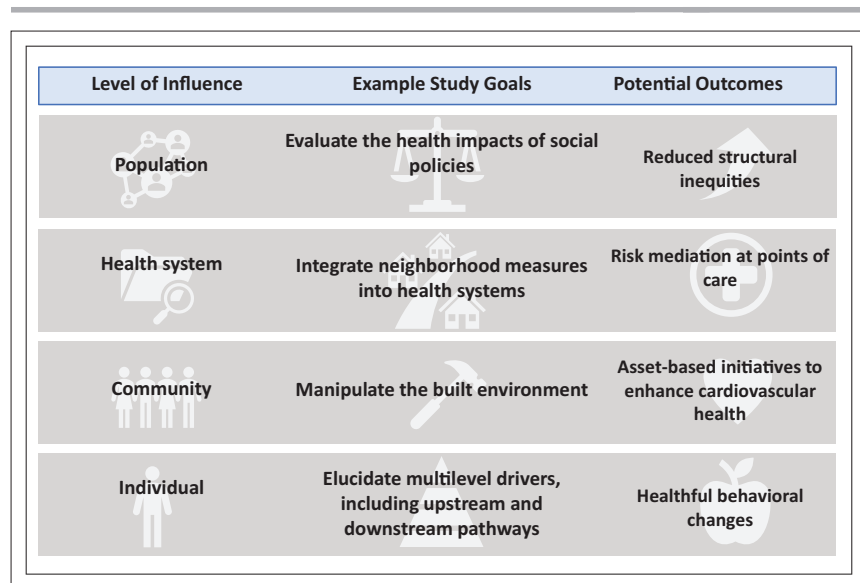 Level of Influence
Example Study Goals
Potential Outcomes
Population
Evaluate the health impacts of social
policies
Reduced structural
inequities
Health system
Integrate neighborhood measures
into health systems
Risk mediation at points of
care
Community
Manipulate the built environment
Asset-based initiatives to
enhance cardiovascular
health
Individual
Elucidate multilevel drivers,
including upstream and
downstream pathways
Healthful behavioral
changes